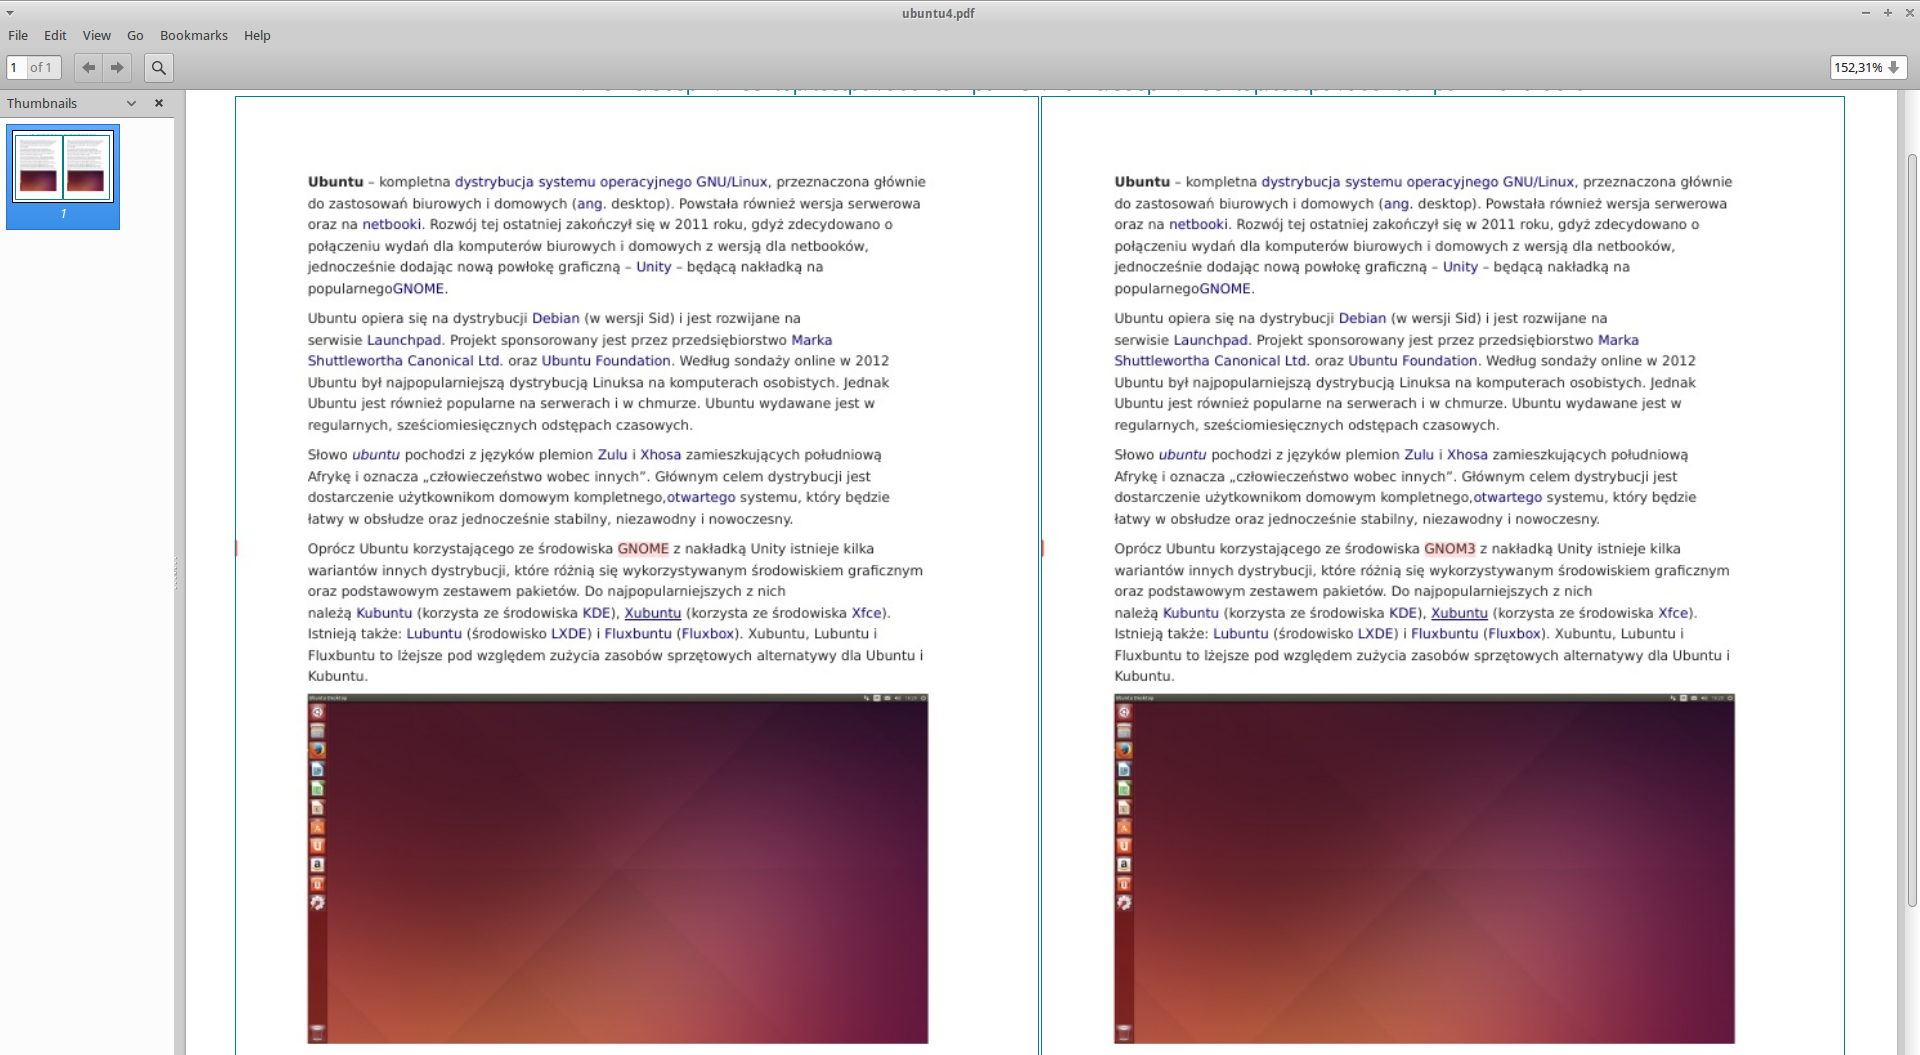 ubuntu4.pdf
File Edit View Go Bookmarks Help
1 of 1
152,31%
Thumbnails
1
Ubuntu – kompletna dystrybucja systemu operacyjnego GNU/Linux, przeznaczona głównie
do zastosowań biurowych i domowych (ang. desktop). Powstała również wersja serwerowa
oraz na netbooki. Rozwój tej ostatniej zakończył się w 2011 roku, gdyż zdecydowano o
połączeniu wydań dla komputerów biurowych i domowych z wersją dla netbooków,
jednocześnie dodając nową powłokę graficzną – Unity – będącą nakładką na
popularnegoGNOME.
Ubuntu opiera się na dystrybucji Debian (w wersji Sid) i jest rozwijane na
serwisie Launchpad. Projekt sponsorowany jest przez przedsiębiorstwo Marka
Shuttlewortha Canonical Ltd. oraz Ubuntu Foundation. Według sondaży online w 2012
Ubuntu był najpopularniejszą dystrybucją Linuksa na komputerach osobistych. Jednak
Ubuntu jest również popularne na serwerach i w chmurze. Ubuntu wydawane jest w
regularnych, sześciomiesięcznych odstępach czasowych.
Słowo ubuntu pochodzi z języków plemion Zulu i Xhosa zamieszkujących południową
Afrykę i oznacza „człowieczeństwo wobec innych”. Głównym celem dystrybucji jest
dostarczenie użytkownikom domowym kompletnego,otwartego systemu, który będzie
łatwy w obsłudze oraz jednocześnie stabilny, niezawodny i nowoczesny.
Oprócz Ubuntu korzystającego ze środowiska GNOME z nakładką Unity istnieje kilka
wariantów innych dystrybucji, które różnią się wykorzystywanym środowiskiem graficznym
oraz podstawowym zestawem pakietów. Do najpopularniejszych z nich
należą Kubuntu (korzysta ze środowiska KDE), Xubuntu (korzysta ze środowiska Xfce).
Istnieją także: Lubuntu (środowisko LXDE) i Fluxbuntu (Fluxbox). Xubuntu, Lubuntu i
Fluxbuntu to lżejsze pod względem zużycia zasobów sprzętowych alternatywy dla Ubuntu i
Kubuntu.
Ubuntu Desktop
Ubuntu – kompletna dystrybucja systemu operacyjnego GNU/Linux, przeznaczona głównie
do zastosowań biurowych i domowych (ang. desktop). Powstała również wersja serwerowa
oraz na netbooki. Rozwój tej ostatniej zakończył się w 2011 roku, gdyż zdecydowano o
połączeniu wydań dla komputerów biurowych i domowych z wersją dla netbooków,
jednocześnie dodając nową powłokę graficzną – Unity – będącą nakładką na
popularnegoGNOME.
Ubuntu opiera się na dystrybucji Debian (w wersji Sid) i jest rozwijane na
serwisie Launchpad. Projekt sponsorowany jest przez przedsiębiorstwo Marka
Shuttlewortha Canonical Ltd. oraz Ubuntu Foundation. Według sondaży online w 2012
Ubuntu był najpopularniejszą dystrybucją Linuksa na komputerach osobistych. Jednak
Ubuntu jest również popularne na serwerach i w chmurze. Ubuntu wydawane jest w
regularnych, sześciomiesięcznych odstępach czasowych.
Słowo ubuntu pochodzi z języków plemion Zulu i Xhosa zamieszkujących południową
Afrykę i oznacza „człowieczeństwo wobec innych”. Głównym celem dystrybucji jest
dostarczenie użytkownikom domowym kompletnego,otwartego systemu, który będzie
łatwy w obsłudze oraz jednocześnie stabilny, niezawodny i nowoczesny.
Oprócz Ubuntu korzystającego ze środowiska GNOM3 z nakładką Unity istnieje kilka
wariantów innych dystrybucji, które różnią się wykorzystywanym środowiskiem graficznym
oraz podstawowym zestawem pakietów. Do najpopularniejszych z nich
należą Kubuntu (korzysta ze środowiska KDE), Xubuntu (korzysta ze środowiska Xfce).
Istnieją także: Lubuntu (środowisko LXDE) i Fluxbuntu (Fluxbox). Xubuntu, Lubuntu i
Fluxbuntu to lżejsze pod względem zużycia zasobów sprzętowych alternatywy dla Ubuntu i
Kubuntu.
Ubuntu Desktop